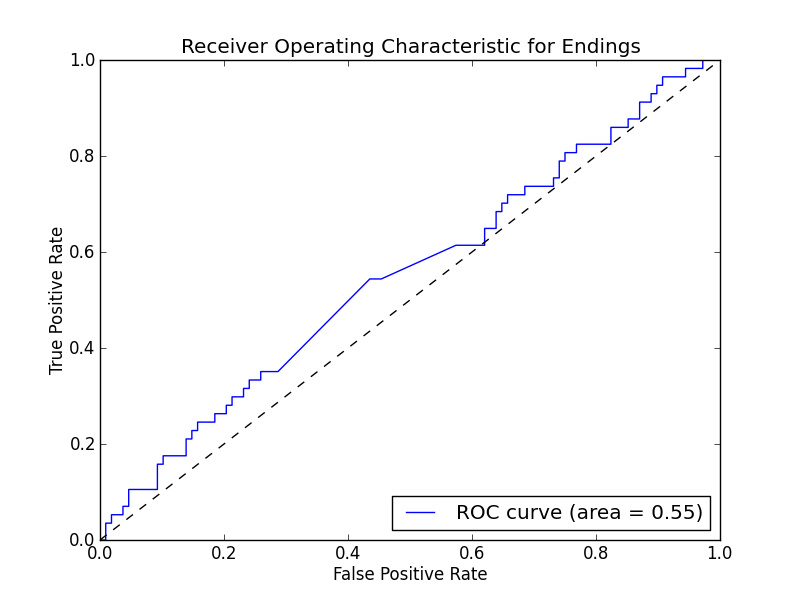 Receiver Operating Characteristic for Endings
1.0
0.8
0.6
0.4
0.2
0.0
True Positive Rate
ROC curve (area = 0.55)
0.0 0.2 0.4 0.6 0.8 1.0
False Positive Rate